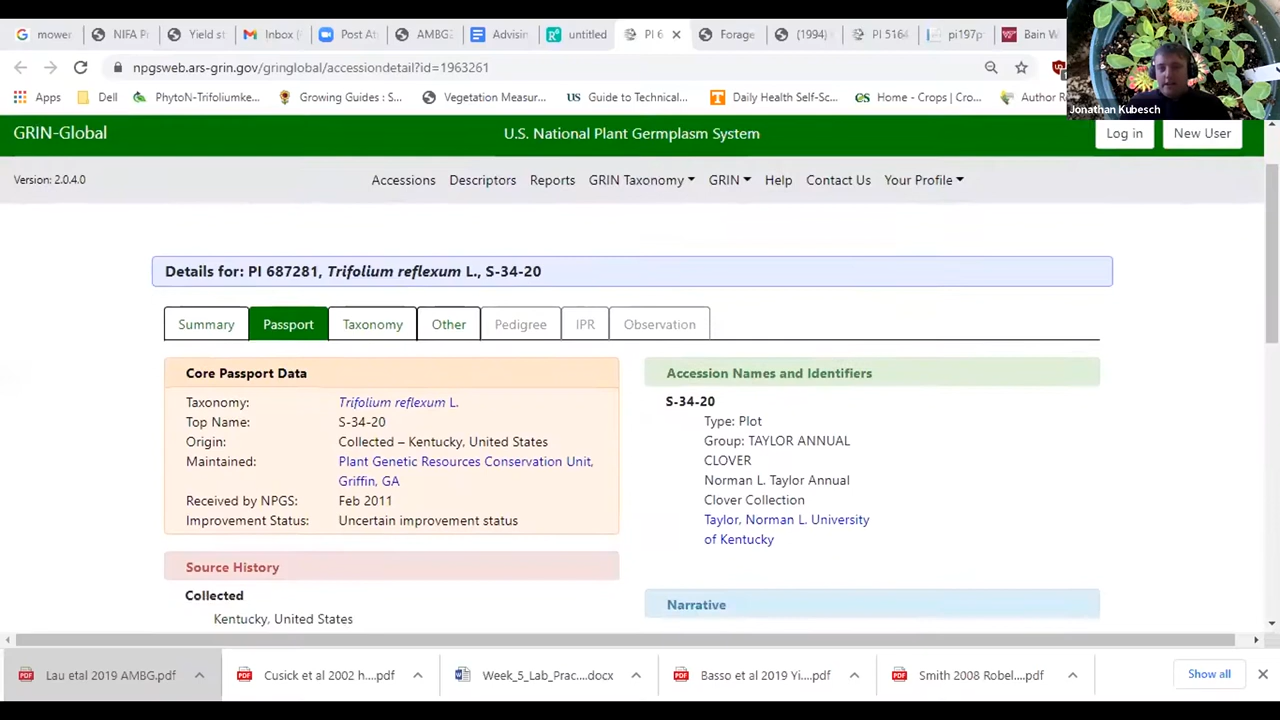 mower
NIFA P
Yield s
Inbox (
Post At
AMBG
Advisin
untitled
PI 6
Forage
(1994)
PI 5164
pi197p
Bain W
npgsweb.ars-grin.gov/gringlobal/accessiondetail?id=1963261
Apps
Dell
PhytoN-Trifoliumke...
Growing Guides : S...
Vegetation Measur...
US Guide to Technical...
Daily Health Self-Sc...
Home - Crops | Cro...
Author R
Jonathan Kubesch
GRIN-Global
U.S. National Plant Germplasm System
Log in
New User
Version: 2.0.4.0
Accessions
Descriptors
Reports
GRIN Taxonomy
GRIN
Help
Contact Us
Your Profile
Details for: PI 687281, Trifolium reflexum L., S-34-20
Summary
Passport
Taxonomy
Other
Pedigree
IPR
Observation
Core Passport Data
Taxonomy: Trifolium reflexum L.
Top Name: S-34-20
Origin: Collected – Kentucky, United States
Maintained: Plant Genetic Resources Conservation Unit,
Griffin, GA
Received by NPGS: Feb 2011
Improvement Status: Uncertain improvement status
Source History
Collected
Kentucky, United States
Accession Names and Identifiers
S-34-20
Type: Plot
Group: TAYLOR ANNUAL
CLOVER
Norman L. Taylor Annual
Clover Collection
Taylor, Norman L. University
of Kentucky
Narrative
Lau etal 2019 AMBG.pdf
Cusick et al 2002 h....pdf
Week_5_Lab_Prac....docx
Basso et al 2019 Yi....pdf
Smith 2008 Robel....pdf
Show all